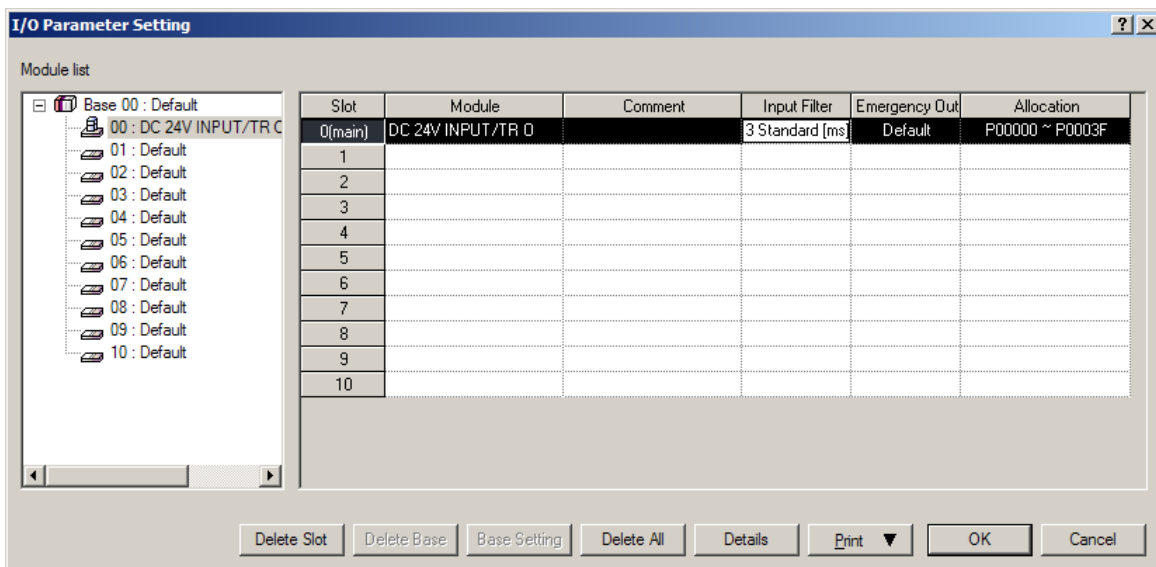 I/O Parameter Setting
Module list
Base 00 : Default
00 : DC 24V INPUT/TR O
01 : Default
02 : Default
03 : Default
04 : Default
05 : Default
06 : Default
07 : Default
08 : Default
09 : Default
10 : Default
Slot Module Comment Input Filter Emergency Out Allocation
0(main) DC 24V INPUT/TR O 3 Standard [ms] Default P00000 ~ P0003F
1
2
3
4
5
6
7
8
9
10
Delete Slot Delete Base Base Setting Delete All Details Print ▼ OK Cancel